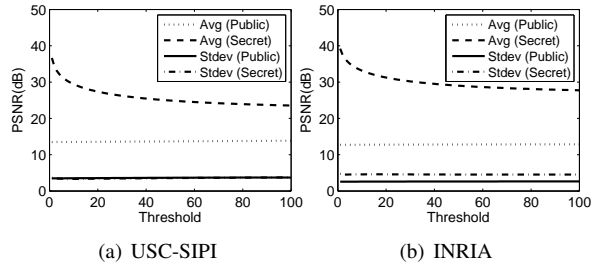 50
40
30
20
10
0
PSNR(dB)
Avg (Public)
Avg (Secret)
Stdev (Public)
Stdev (Secret)
0 20 40 60 80 100
Threshold
(a) USC-SIPI
50
40
30
20
10
0
PSNR(dB)
Avg (Public)
Avg (Secret)
Stdev (Public)
Stdev (Secret)
0 20 40 60 80 100
Threshold
(b) INRIA